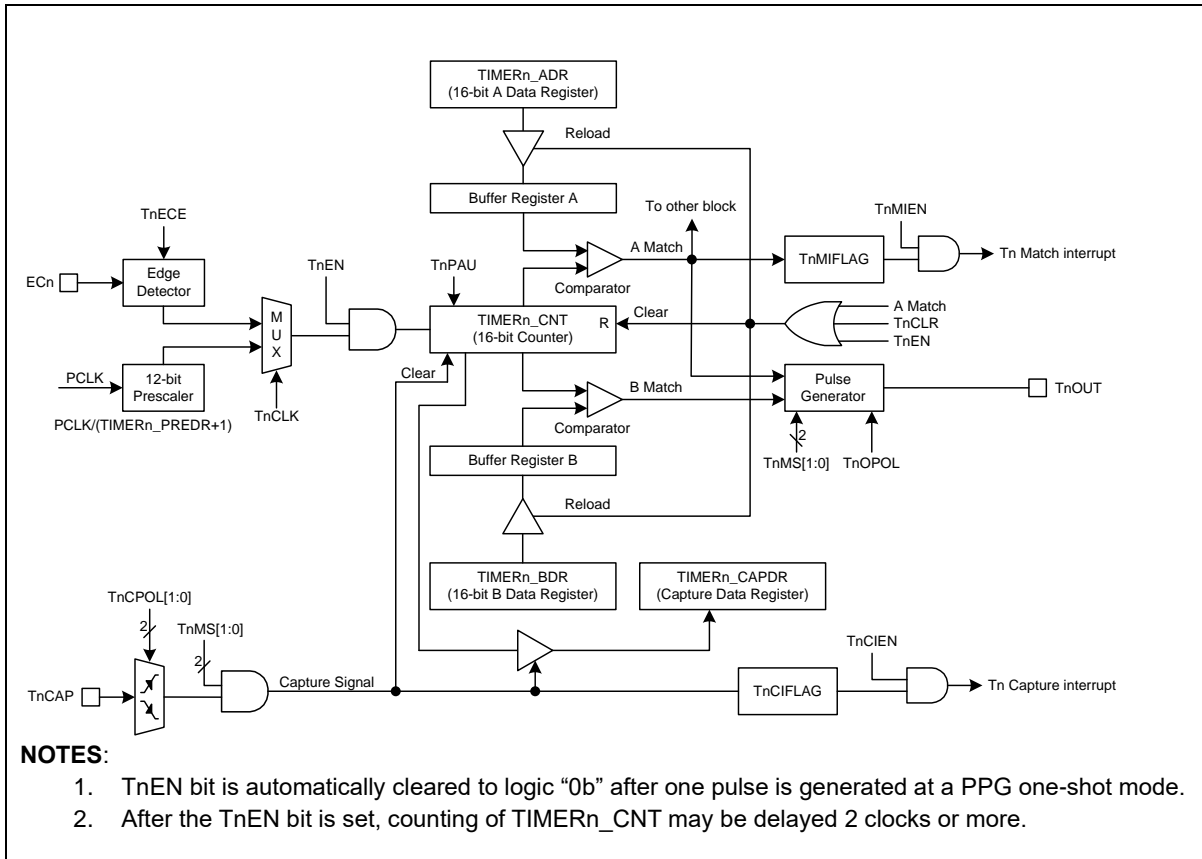 TIMERn_ADR
(16-bit A Data Register)
Reload
Buffer Register A
To other block
TnMIEN
TnECE
A Match
TnMIFLAG
Tn Match interrupt
ECn
Edge
Detector
TnEN
TnPAU
Comparator
M
U
X
TIMERn_CNT
(16-bit Counter)
R
Clear
A Match
TnCLR
TnEN
PCLK
12-bit
Prescaler
Clear
B Match
Pulse
Generator
TnOUT
TnCLK
PCLK/(TIMERn_PREDR+1)
Comparator
2
TnMS[1:0]
TnOPOL
Buffer Register B
Reload
TIMERn_BDR
(16-bit B Data Register)
TIMERn_CAPDR
(Capture Data Register)
TnCPOL[1:0]
2
TnMS[1:0]
2
TnCIEN
TnCAP
Capture Signal
TnCIFLAG
Tn Capture interrupt
NOTES:
1. TnEN bit is automatically cleared to logic “0b” after one pulse is generated at a PPG one-shot mode.
2. After the TnEN bit is set, counting of TIMERn_CNT may be delayed 2 clocks or more.